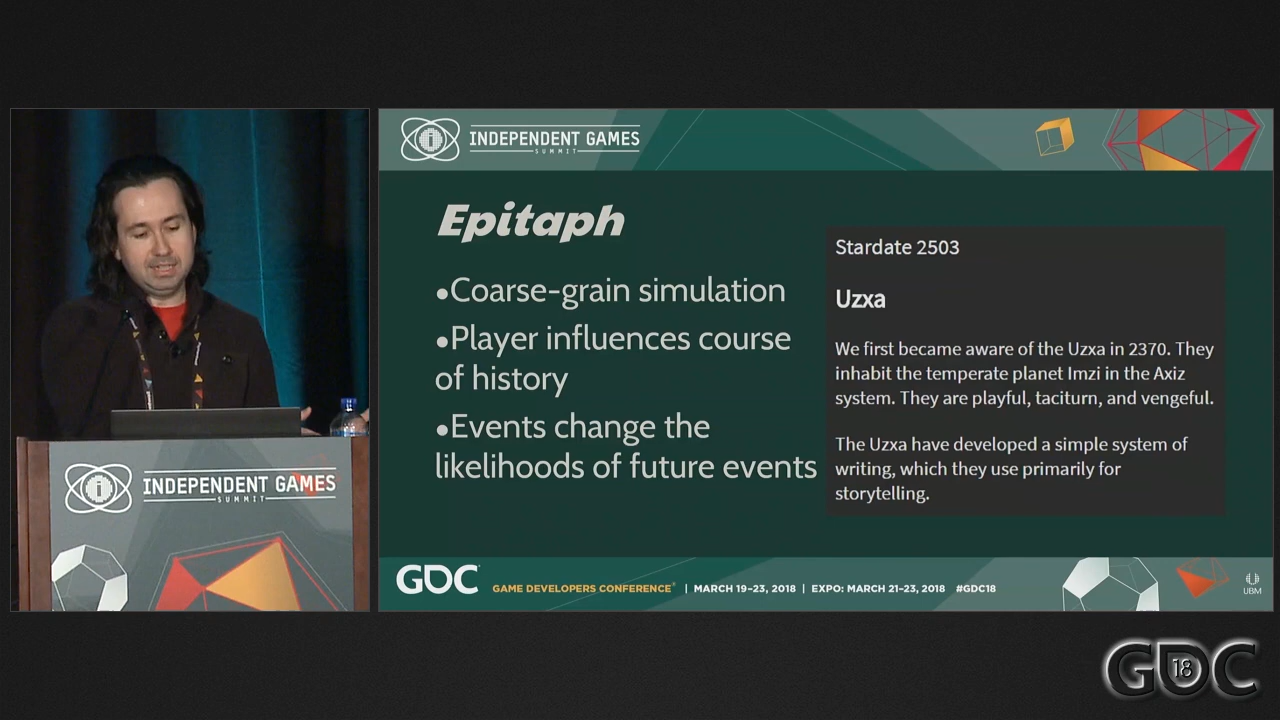 INDEPENDENT GAMES
SUMMIT
Epitaph
•Coarse-grain simulation
•Player influences course
of history
•Events change the
likelihoods of future events
Stardate 2503
Uzxa
We first became aware of the Uzxa in 2370. They
inhabit the temperate planet Imzi in the Axiz
system. They are playful, taciturn, and vengeful.
The Uzxa have developed a simple system of
writing, which they use primarily for
storytelling.
INDEPENDENT GAMES
SUMMIT
GDC
GAME DEVELOPERS CONFERENCE® | MARCH 19–23, 2018 | EXPO: MARCH 21–23, 2018 #GDC18
UBM
GDC 18